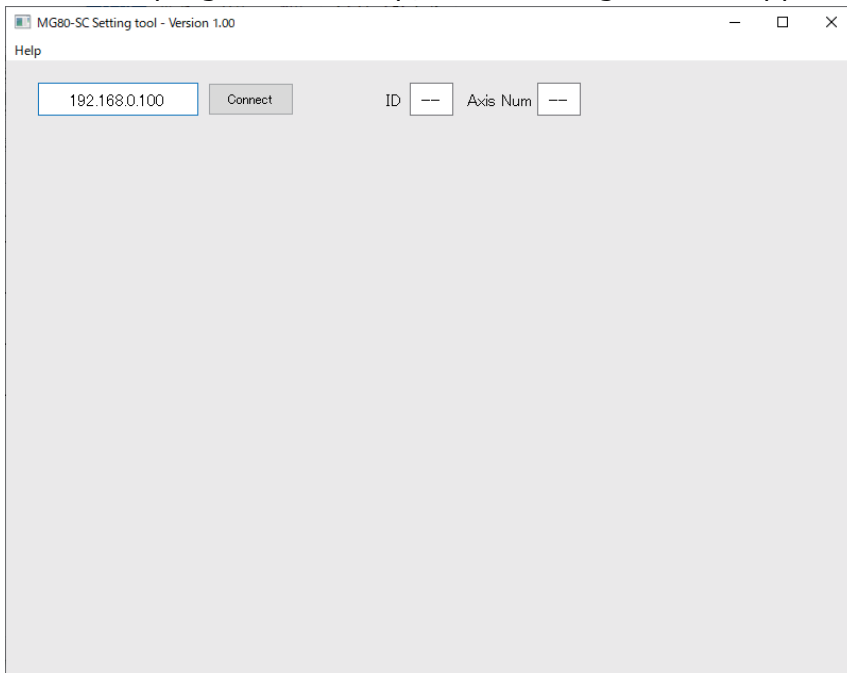 MG80-SC Setting tool - Version 1.00
Help
192.168.0.100 Connect ID -- Axis Num --